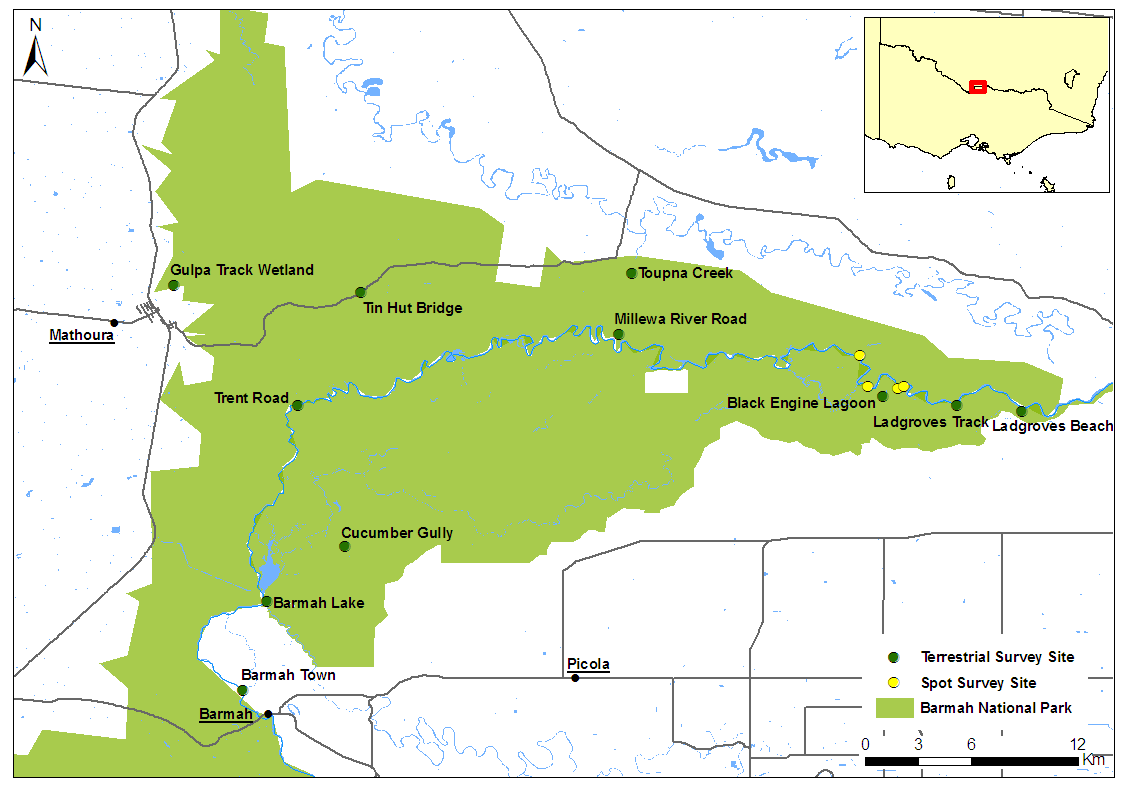 N
Gulpa Track Wetland
Toupna Creek
Tin Hut Bridge
Millewa River Road
Mathoura
Trent Road
Black Engine Lagoon
Ladgroves Track
Ladgroves Beach
Cucumber Gully
Barmah Lake
Picola
Barmah Town
Barmah
Terrestrial Survey Site
Spot Survey Site
Barmah National Park
0 3 6 12
Km